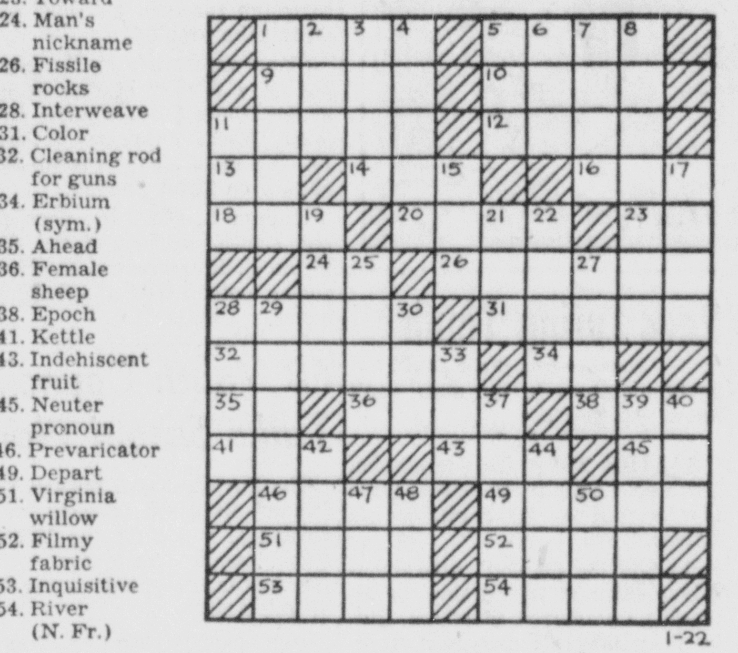 23. Toward
24. Man's
nickname
26. Fissile
rocks
28. Interweave
31. Color
32. Cleaning rod
for guns
34. Erbium
(sym.)
35. Ahead
36. Female
sheep
38. Epoch
41. Kettle
43. Indehiscent
fruit
45. Neuter
pronoun
46. Prevaricator
49. Depart
51. Virginia
willow
52. Filmy
fabric
53. Inquisitive
54. River
(N. Fr.)
1 2 3 4 5 6 7 8
9 10
11 12
13 14 15 16 17
18 19 20 21 22 23
24 25 26 27
28 29 30 31
32 33 34
35 36 37 38 39 40
41 42 43 44 45
46 47 48 49 50
51 52
53 54
1-22